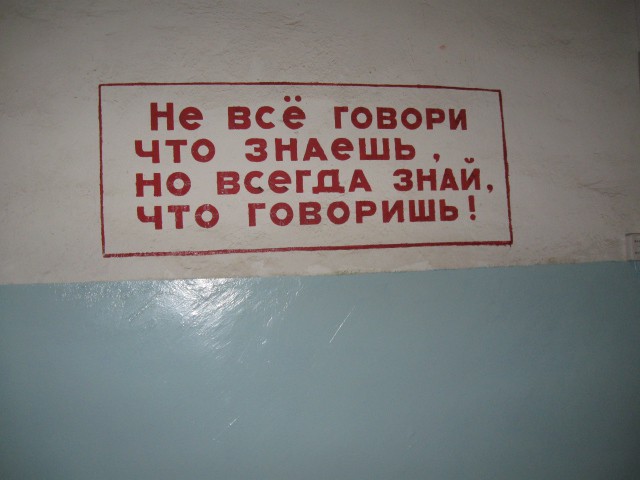 Не всё говори
что знаешь,
но всегда знай,
что говоришь!